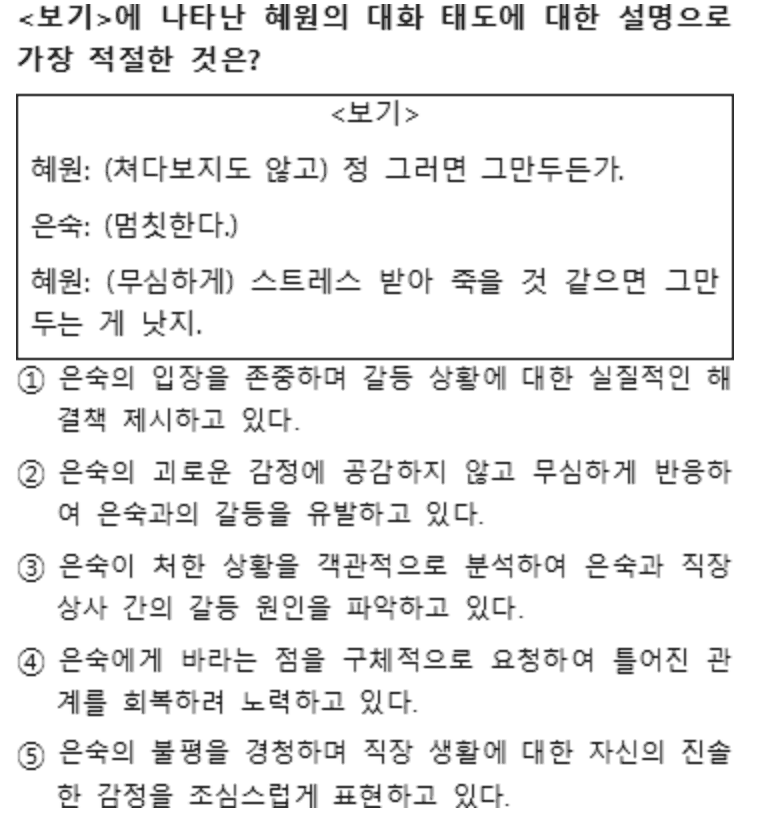 <보기>에 나타난 혜원의 대화 태도에 대한 설명으로
가장 적절한 것은?
<보기>
혜원: (쳐다보지도 않고) 정 그러면 그만두든가.
은숙: (멈칫한다.)
혜원: (무심하게) 스트레스 받아 죽을 것 같으면 그만
두는 게 낫지.
① 은숙의 입장을 존중하며 갈등 상황에 대한 실질적인 해
결책 제시하고 있다.
② 은숙의 괴로운 감정에 공감하지 않고 무심하게 반응하
여 은숙과의 갈등을 유발하고 있다.
③ 은숙이 처한 상황을 객관적으로 분석하여 은숙과 직장
상사 간의 갈등 원인을 파악하고 있다.
④ 은숙에게 바라는 점을 구체적으로 요청하여 틀어진 관
계를 회복하려 노력하고 있다.
⑤ 은숙의 불평을 경청하며 직장 생활에 대한 자신의 진솔
한 감정을 조심스럽게 표현하고 있다.